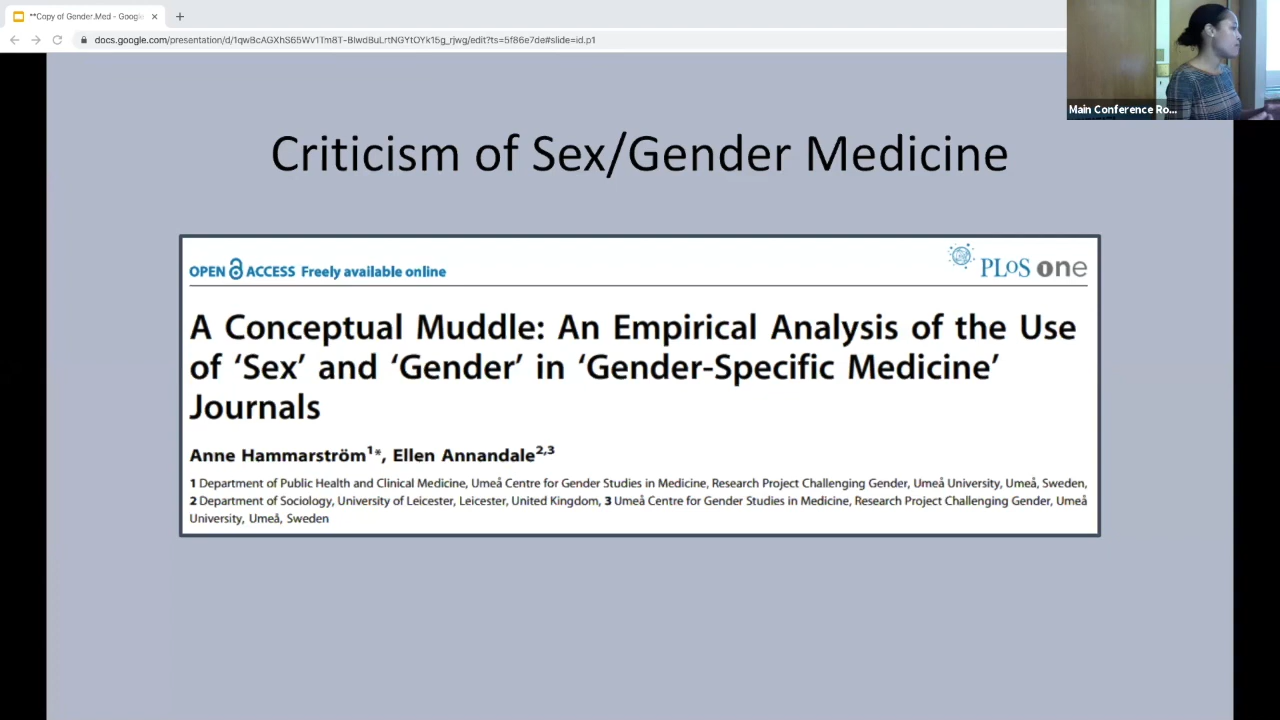 **Copy of Gender.Med - Google
docs.google.com/presentation/d/1qwBcAGXhS65Wv1Tm8T-BIwdBuLrtNGYtOYk15g_rjwg/edit?ts=5f86e7de#slide=id.p1
Main Conference Ro...
Criticism of Sex/Gender Medicine
OPEN ACCESS Freely available online
PLoS one
A Conceptual Muddle: An Empirical Analysis of the Use
of ‘Sex’ and ‘Gender’ in ‘Gender-Specific Medicine’
Journals
Anne Hammarström1*, Ellen Annandale2,3
1 Department of Public Health and Clinical Medicine, Umeå Centre for Gender Studies in Medicine, Research Project Challenging Gender, Umeå University, Umeå, Sweden,
2 Department of Sociology, University of Leicester, Leicester, United Kingdom, 3 Umeå Centre for Gender Studies in Medicine, Research Project Challenging Gender, Umeå
University, Umeå, Sweden